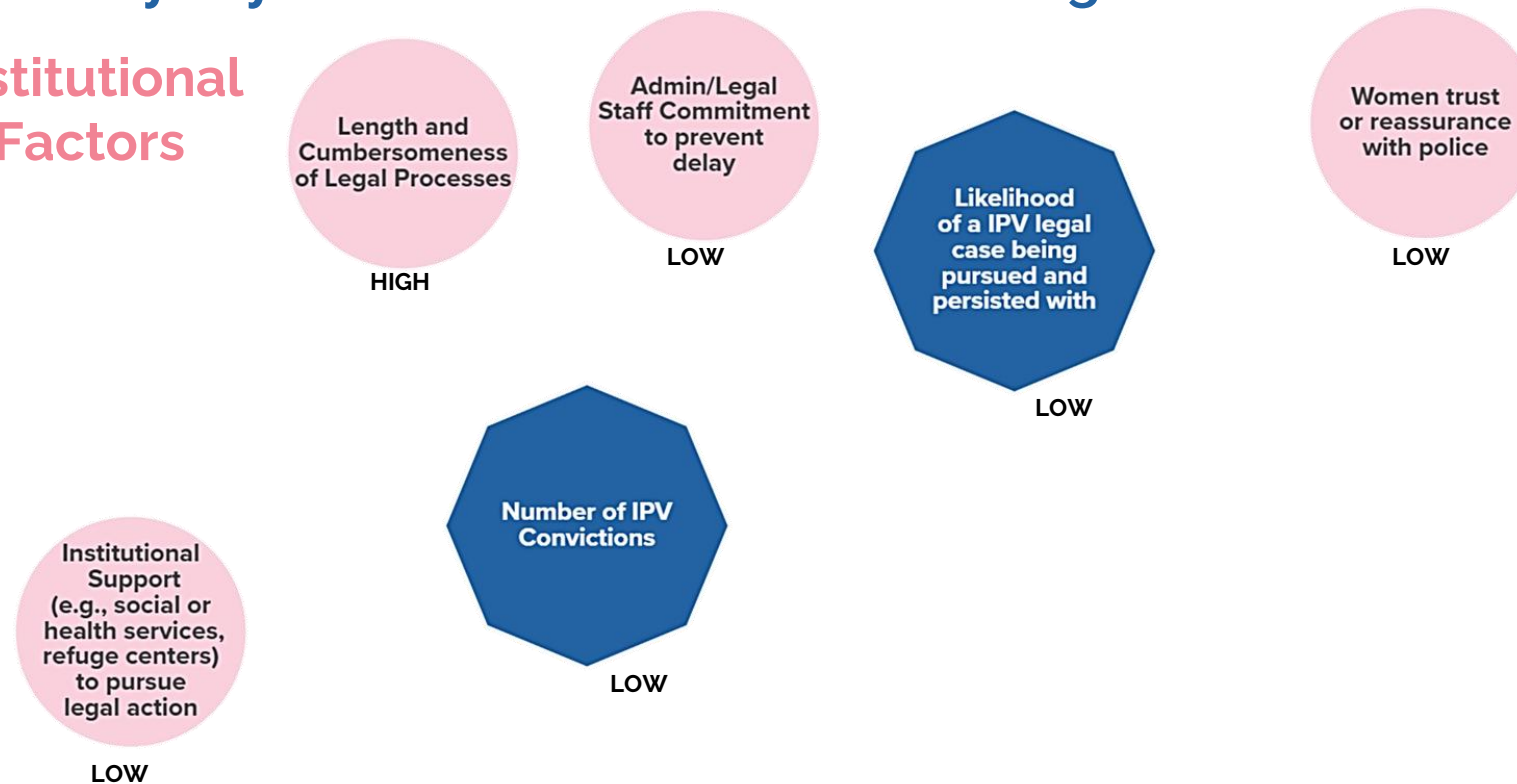 stitutional
Factors
Length and
Cumbersomeness
of Legal Processes
HIGH
Admin/Legal
Staff Commitment
to prevent
delay
LOW
Likelihood
of a IPV legal
case being
pursued and
persisted with
LOW
Women trust
or reassurance
with police
LOW
Number of IPV
Convictions
LOW
Institutional
Support
(e.g., social or
health services,
refuge centers)
to pursue
legal action
LOW